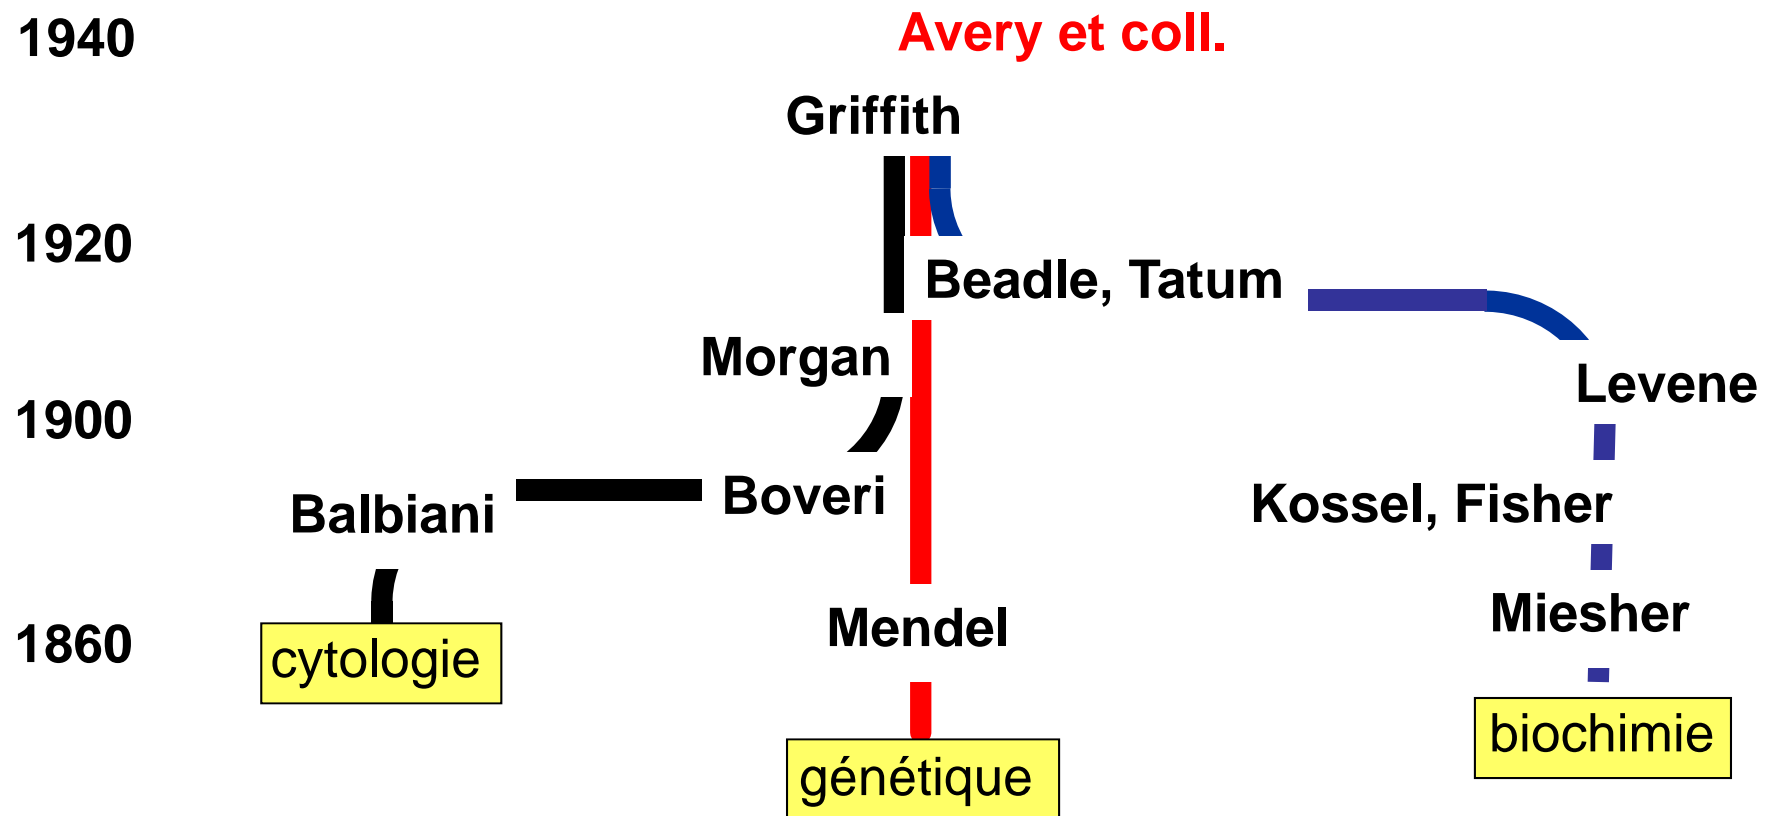 1940
Avery et coll.
Griffith
1920
Beadle, Tatum
Morgan
Levene
1900
Boveri
Kossel, Fisher
Balbiani
Miesher
Mendel
1860
cytologie
biochimie
génétique